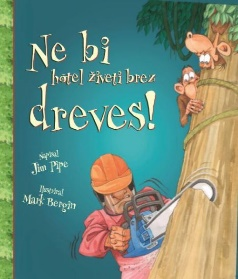 Ne bi
hotel živeti brez
dreves!
Napisal
Jim Pipe
Ilustriral
Mark Bergin